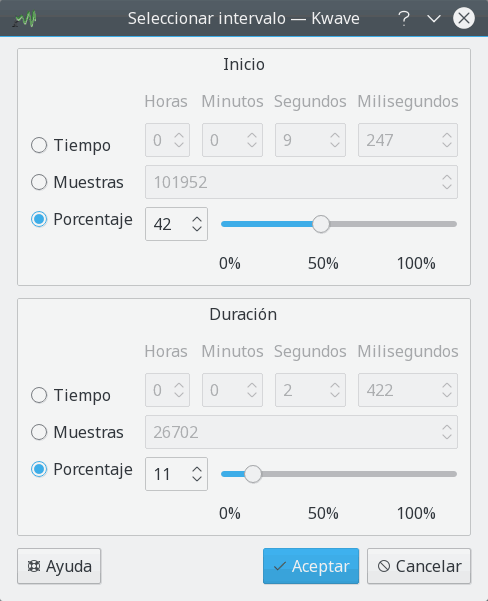 Seleccionar intervalo — Kwave
Inicio
Horas Minutos Segundos Milisegundos
Tiempo 0 0 9 247
Muestras 101952
Porcentaje 42
0% 50% 100%
Duración
Horas Minutos Segundos Milisegundos
Tiempo 0 0 2 422
Muestras 26702
Porcentaje 11
0% 50% 100%
Ayuda Aceptar Cancelar